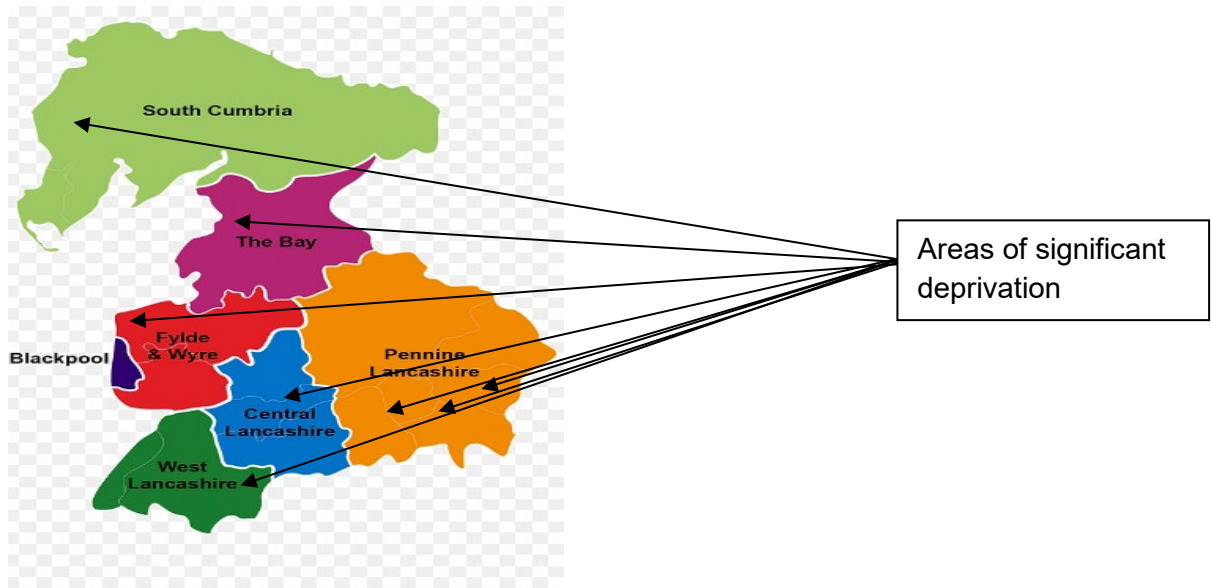 South Cumbria
The Bay
Fylde
& Wyre
Blackpool
Pennine
Lancashire
Central
Lancashire
West
Lancashire
Areas of significant
deprivation